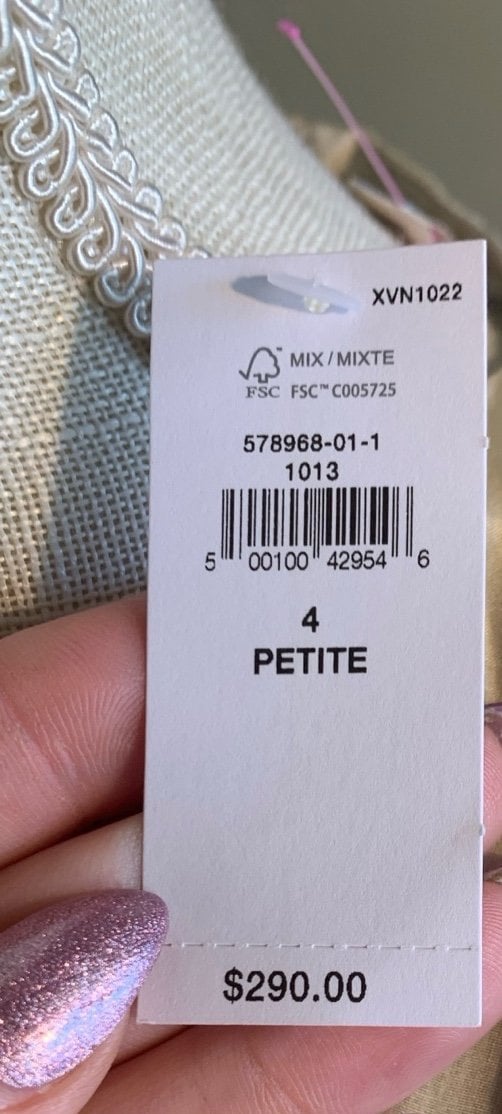 XVN1022
MIX / MIXTE
FSC FSC™ C005725
578968-01-1
1013
5 00100 42954 6
4
PETITE
$290.00